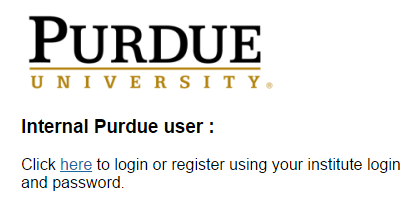 PURDUE
UNIVERSITY®
Internal Purdue user :
Click here to login or register using your institute login
and password.